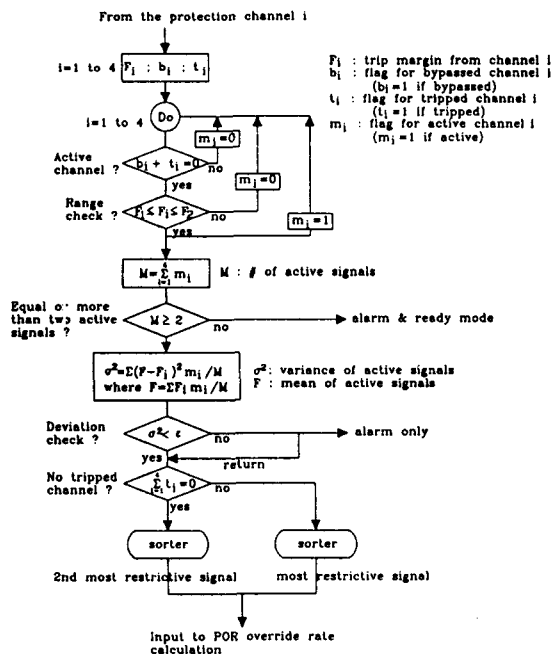 From the protection channel i
i=1 to 4
F_i ; b_i ; t_i
F_i : trip margin from channel i
b_i : flag for bypassed channel i
(b_i=1 if bypassed)
t_i : flag for tripped channel i
(t_i=1 if tripped)
m_i : flag for active channel i
(m_i=1 if active)
Do
i=1 to 4
m_i=0
Active
channel ?
b_i + t_i=0
no
yes
m_i=0
Range
check ?
F_1≤F_i≤F_2
no
yes
m_i=1
M=Σ_{i=1}^{4} m_i
M : # of active signals
Equal or more
than two active
signals ?
M≥2
no
alarm & ready mode
σ²=Σ(F-F_i)² m_i/M
where F=ΣF_i m_i/M
σ²: variance of active signals
F : mean of active signals
Deviation
check ?
σ²< ε
no
alarm only
yes
return
No tripped
channel ?
Σ_{i=1}^{4} t_i=0
no
yes
sorter
sorter
2nd most restrictive signal
most restrictive signal
Input to POR override rate
calculation